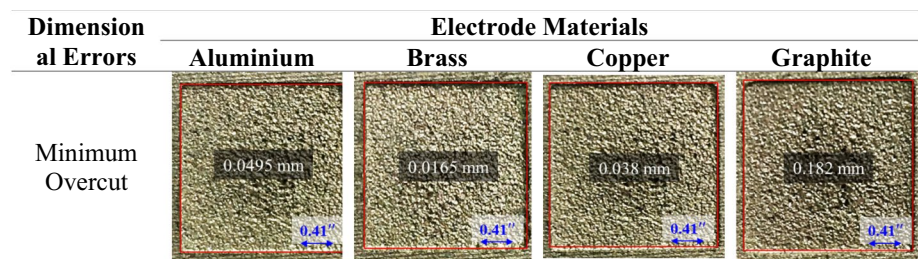 Dimension
al Errors
Electrode Materials
Aluminium Brass Copper Graphite
Minimum
Overcut
0.0495 mm 0.0165 mm 0.038 mm 0.182 mm
0.41″ 0.41″ 0.41″ 0.41″